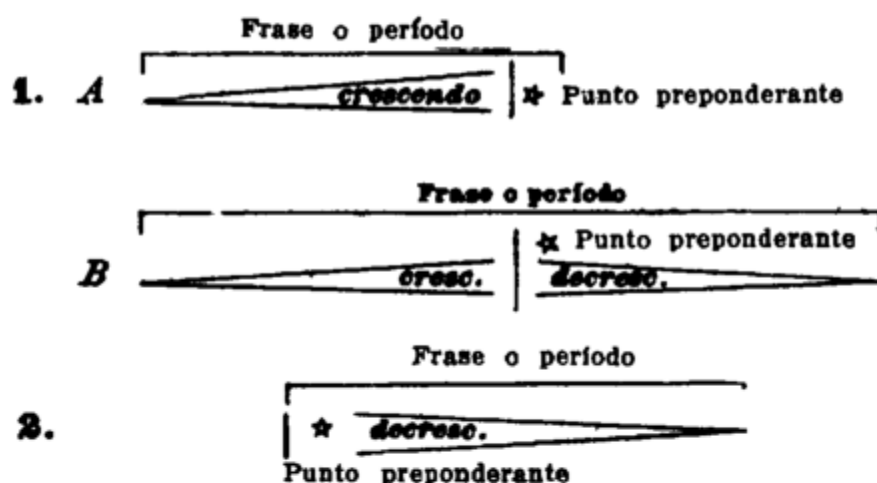 Frase o período
1. A crescendo ☆ Punto preponderante
Frase o período
☆ Punto preponderante
B cresc. decresc.
Frase o período
2. ☆ decresc.
Punto preponderante